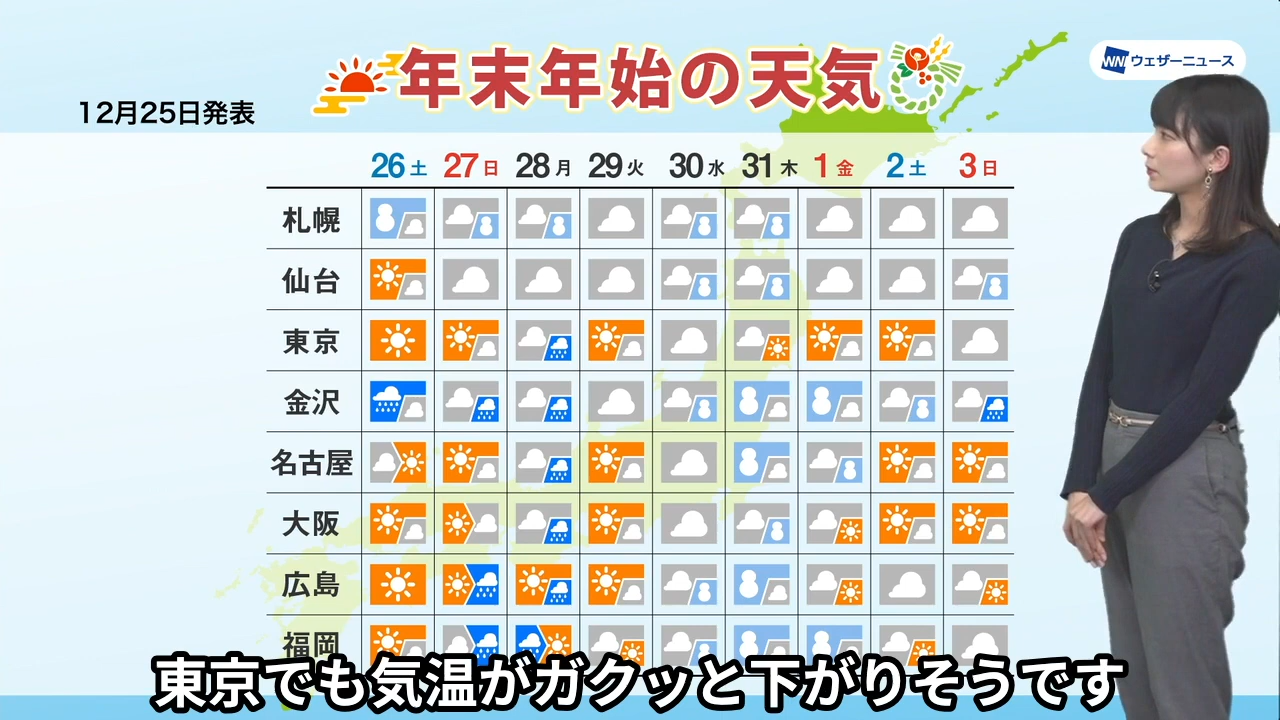 年末年始の天気
WN ウェザーニュース
12月25日発表
26土 27日 28月 29火 30水 31木 1金 2土 3日
札幌
仙台
東京
金沢
名古屋
大阪
広島
福岡
東京でも気温がガクッと下がりそうです